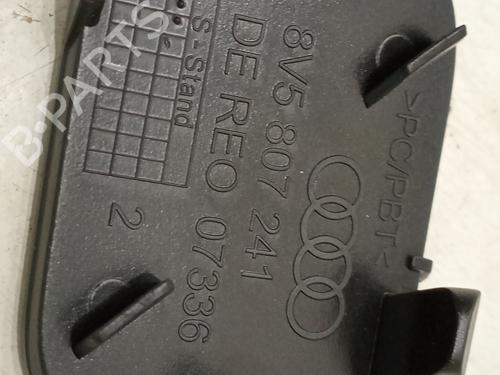 >PC/PBT<
8V5 807 241
DE REO 07336
S-Stand
2
B-PARTS